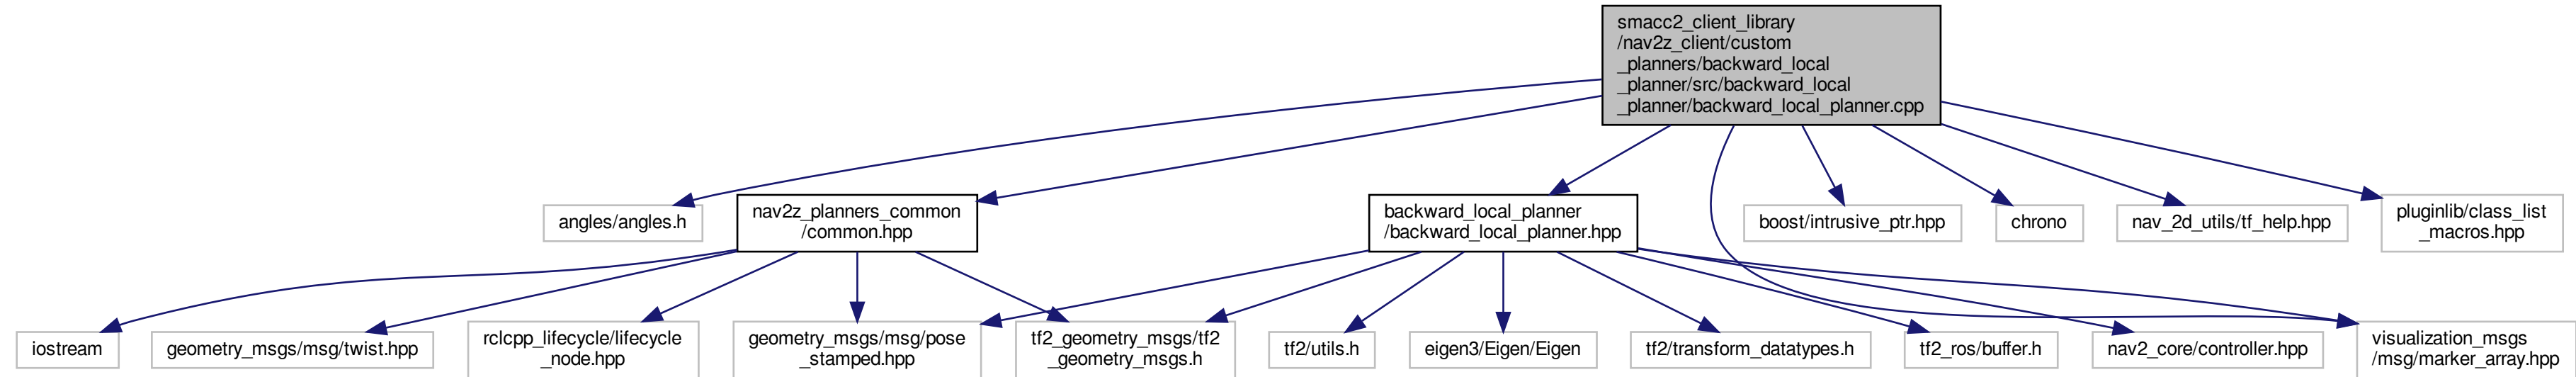 smacc2_client_library
/nav2z_client/custom
_planners/backward_local
_planner/src/backward_local
_planner/backward_local_planner.cpp
angles/angles.h
nav2z_planners_common
/common.hpp
backward_local_planner
/backward_local_planner.hpp
boost/intrusive_ptr.hpp
chrono
nav_2d_utils/tf_help.hpp
pluginlib/class_list
_macros.hpp
iostream
geometry_msgs/msg/twist.hpp
rclcpp_lifecycle/lifecycle
_node.hpp
geometry_msgs/msg/pose
_stamped.hpp
tf2_geometry_msgs/tf2
_geometry_msgs.h
tf2/utils.h
eigen3/Eigen/Eigen
tf2/transform_datatypes.h
tf2_ros/buffer.h
nav2_core/controller.hpp
visualization_msgs
/msg/marker_array.hpp